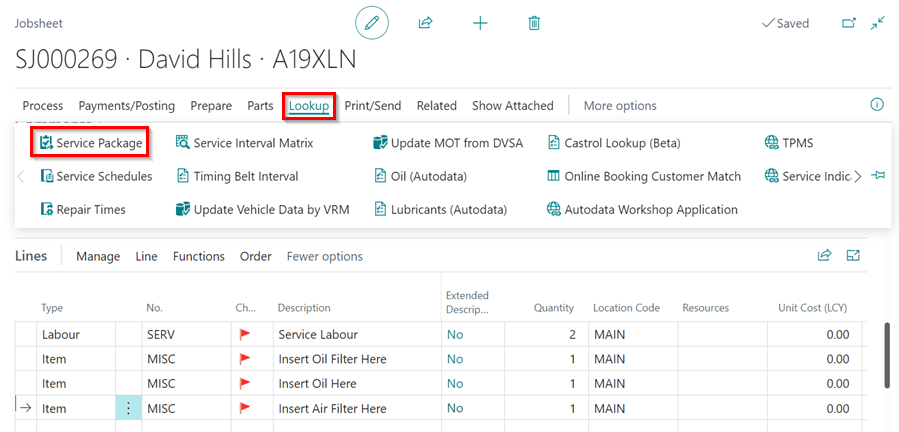 Jobsheet
Saved
SJ000269 · David Hills · A19XLN
Process Payments/Posting Prepare Parts Lookup Print/Send Related Show Attached More options
Service Package Service Interval Matrix Update MOT from DVSA Castrol Lookup (Beta) TPMS
Service Schedules Timing Belt Interval Oil (Autodata) Online Booking Customer Match Service Indic
Repair Times Update Vehicle Data by VRM Lubricants (Autodata) Autodata Workshop Application
Lines Manage Line Functions Order Fewer options
Type No. Ch... Description Extended Descrip... Quantity Location Code Resources Unit Cost (LCY)
Labour SERV Service Labour No 2 MAIN 0.00
Item MISC Insert Oil Filter Here No 1 MAIN 0.00
Item MISC Insert Oil Here No 1 MAIN 0.00
Item MISC Insert Air Filter Here No 1 MAIN 0.00